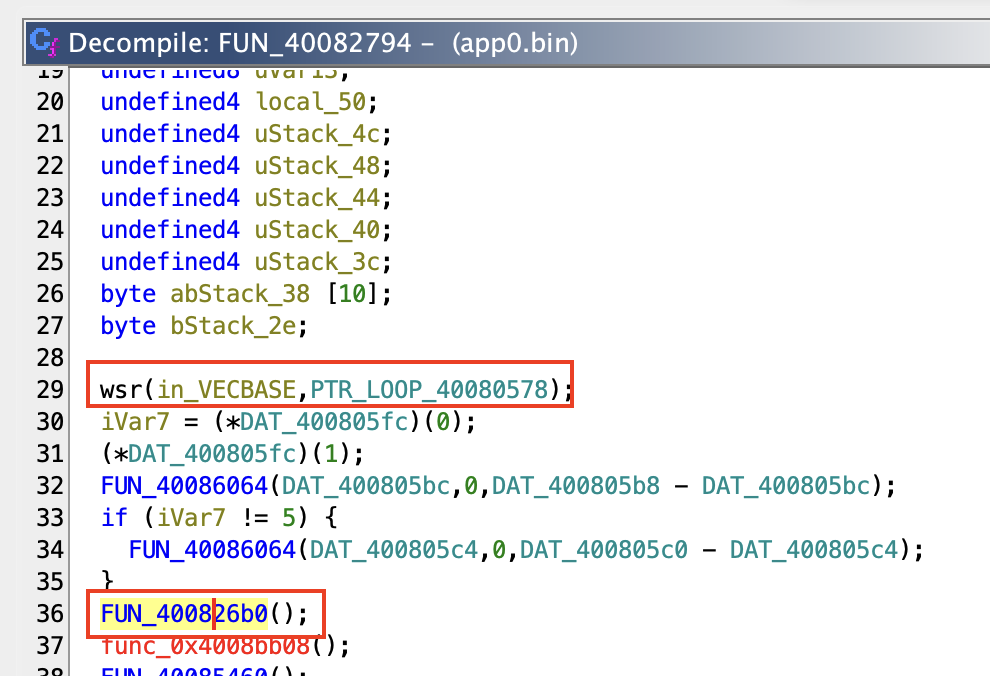 Decompile: FUN_40082794 – (app0.bin)
19 undefined8 uVar13;
20 undefined4 local_50;
21 undefined4 uStack_4c;
22 undefined4 uStack_48;
23 undefined4 uStack_44;
24 undefined4 uStack_40;
25 undefined4 uStack_3c;
26 byte abStack_38 [10];
27 byte bStack_2e;
28
29 wsr(in_VECBASE,PTR_LOOP_40080578);
30 iVar7 = (*DAT_400805fc)(0);
31 (*DAT_400805fc)(1);
32 FUN_40086064(DAT_400805bc,0,DAT_400805b8 - DAT_400805bc);
33 if (iVar7 != 5) {
34 FUN_40086064(DAT_400805c4,0,DAT_400805c0 - DAT_400805c4);
35 }
36 FUN_400826b0();
37 func_0x4008bb08();
38 FUN_40085460();